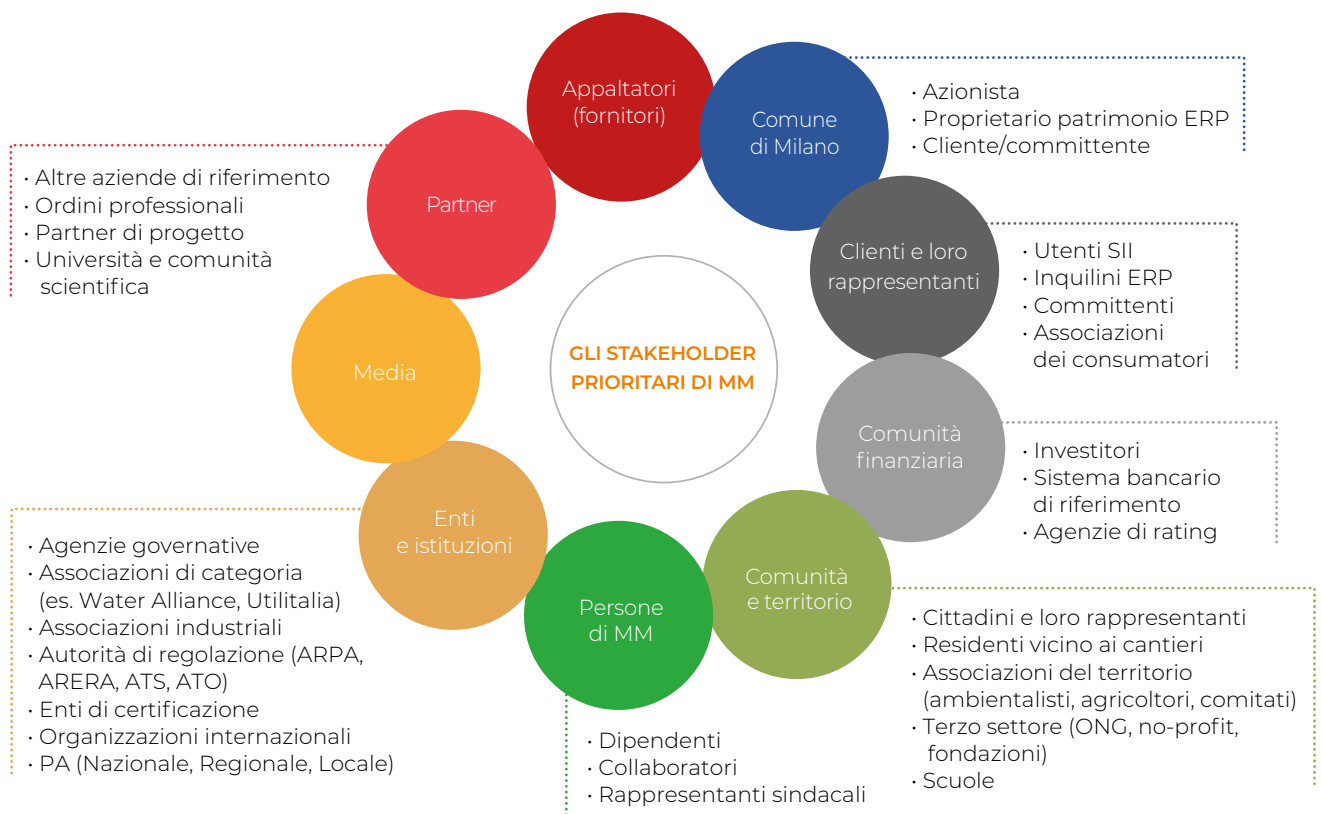 Appaltatori
(fornitori)
Comune
di Milano
· Azionista
· Proprietario patrimonio ERP
· Cliente/committente
Clienti e loro
rappresentanti
· Utenti SII
· Inquilini ERP
· Committenti
· Associazioni
dei consumatori
Comunità
finanziaria
· Investitori
· Sistema bancario
di riferimento
· Agenzie di rating
Comunità
e territorio
· Cittadini e loro rappresentanti
· Residenti vicino ai cantieri
· Associazioni del territorio
(ambientalisti, agricoltori, comitati)
· Terzo settore (ONG, no-profit,
fondazioni)
· Scuole
Persone
di MM
· Dipendenti
· Collaboratori
· Rappresentanti sindacali
Enti
e istituzioni
· Agenzie governative
· Associazioni di categoria
(es. Water Alliance, Utilitalia)
· Associazioni industriali
· Autorità di regolazione (ARPA,
ARERA, ATS, ATO)
· Enti di certificazione
· Organizzazioni internazionali
· PA (Nazionale, Regionale, Locale)
Media
Partner
· Altre aziende di riferimento
· Ordini professionali
· Partner di progetto
· Università e comunità
scientifica
GLI STAKEHOLDER
PRIORITARI DI MM